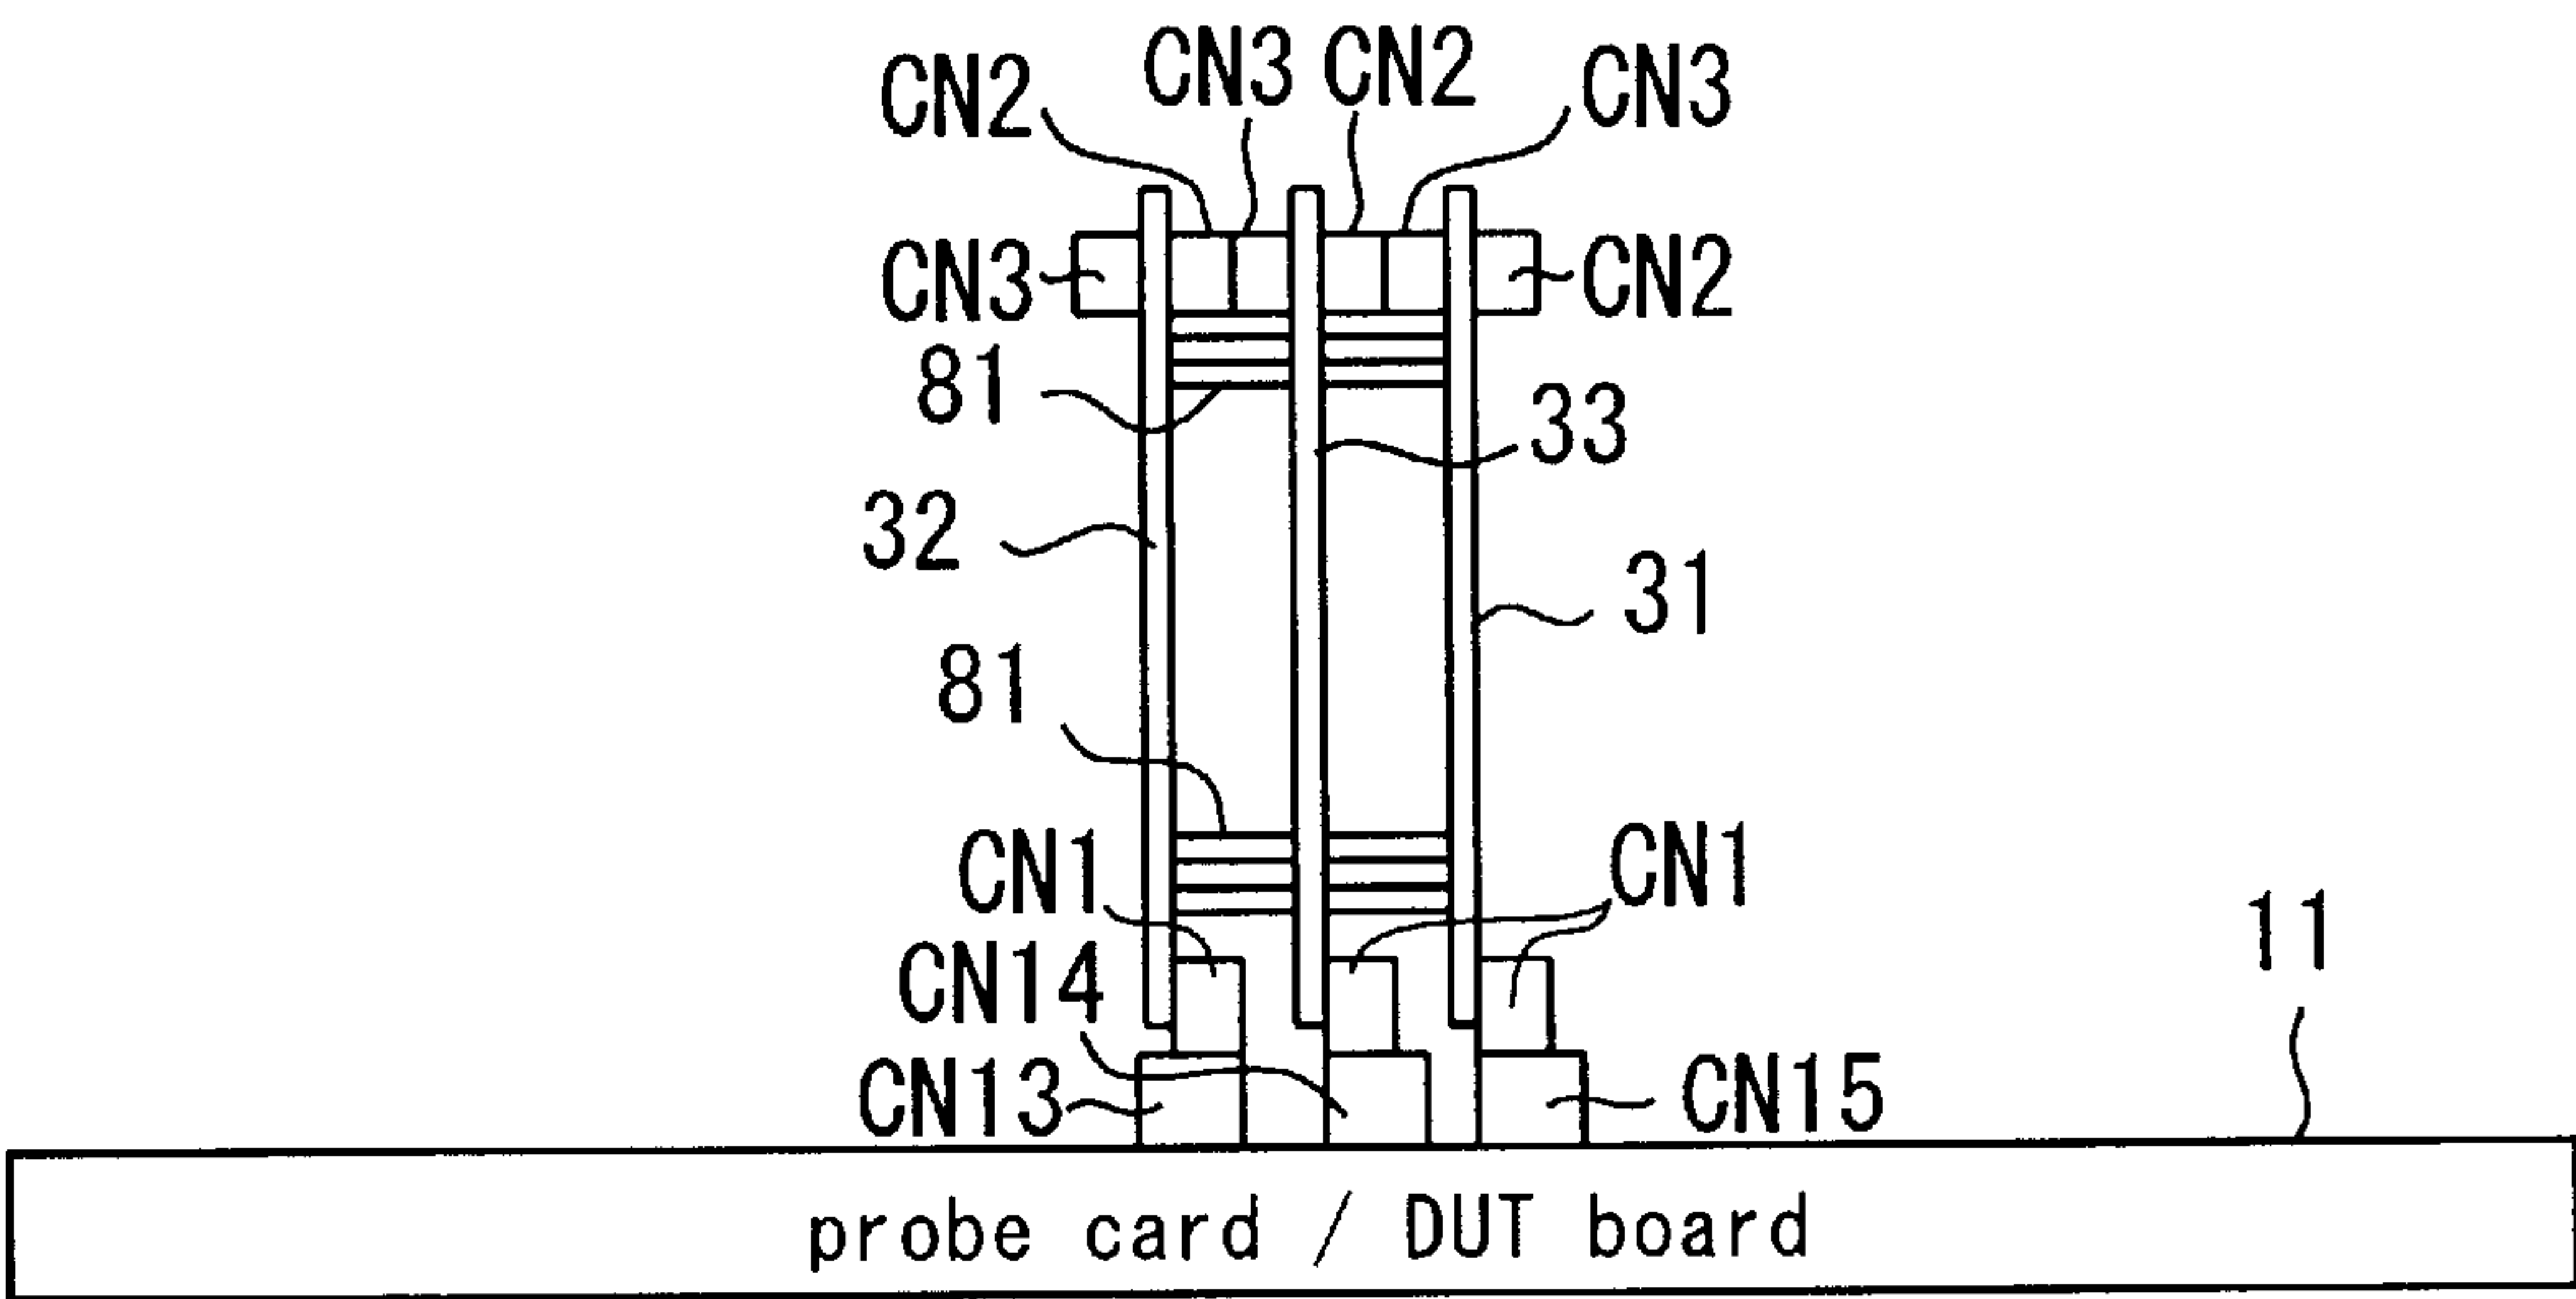 CN2 CN3 CN2 CN3
CN3 CN2
81
33
32
31
81
CN1 CN1
CN14 11
CN13 CN15
probe card / DUT board